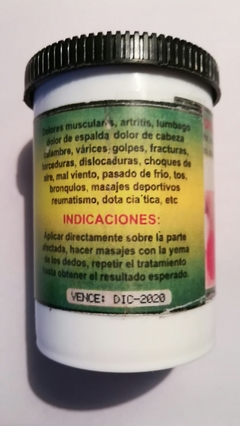 Dolores musculares, artritis, lumbago
dolor de espalda dolor de cabeza
calambre, várices, golpes, fracturas,
torceduras, dislocaduras, choques de
aire, mal viento, pasado de frio, tos,
bronquios, masajes deportivos
reumatismo, dota cia´tica, etc
INDICACIONES:
Aplicar directamente sobre la parte
afectada, hacer masajes con la yema
de los dedos, repetir el tratamiento
hasta obtener el resultado esperado.
VENCE: DIC-2020